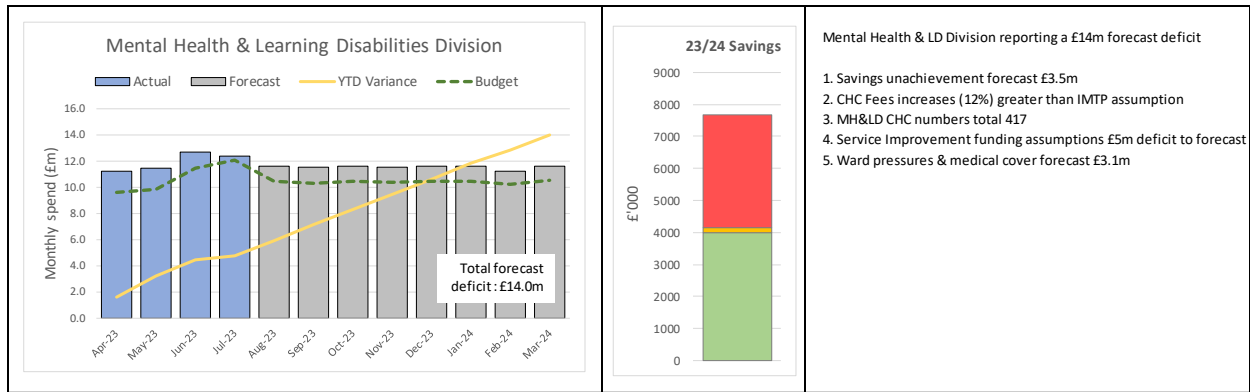 Mental Health & Learning Disabilities Division
Actual Forecast YTD Variance Budget
Monthly spend (£m)
16.0
14.0
12.0
10.0
8.0
6.0
4.0
2.0
0.0
Total forecast
deficit : £14.0m
Apr-23 May-23 Jun-23 Jul-23 Aug-23 Sep-23 Oct-23 Nov-23 Dec-23 Jan-24 Feb-24 Mar-24
23/24 Savings
£'000
9000
8000
7000
6000
5000
4000
3000
2000
1000
0
Mental Health & LD Division reporting a £14m forecast deficit
1. Savings unachievement forecast £3.5m
2. CHC Fees increases (12%) greater than IMTP assumption
3. MH&LD CHC numbers total 417
4. Service Improvement funding assumptions £5m deficit to forecast
5. Ward pressures & medical cover forecast £3.1m